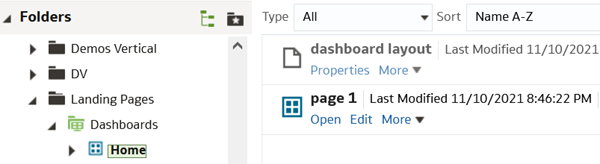 Folders
Demos Vertical
DV
Landing Pages
Dashboards
Home
Type All Sort Name A-Z
dashboard layout Last Modified 11/10/2021
Properties More
page 1 Last Modified 11/10/2021 8:46:22 PM
Open Edit More